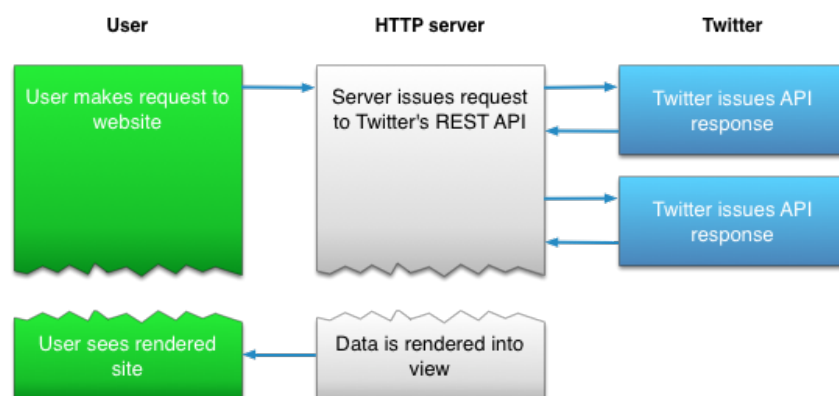 User
HTTP server
Twitter
User makes request to
website
Server issues request
to Twitter's REST API
Twitter issues API
response
Twitter issues API
response
User sees rendered
site
Data is rendered into
view